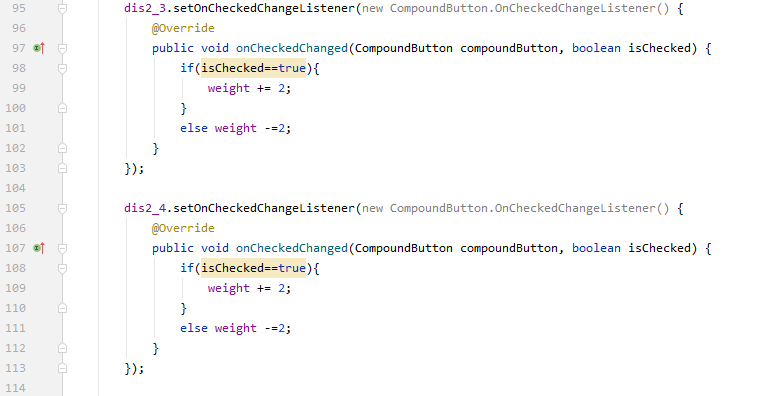 95 dis2_3.setOnCheckedChangeListener(new CompoundButton.OnCheckedChangeListener() {
96 @Override
97 public void onCheckedChanged(CompoundButton compoundButton, boolean isChecked) {
98 if(isChecked==true){
99 weight += 2;
100 }
101 else weight -=2;
102 }
103 });
104
105 dis2_4.setOnCheckedChangeListener(new CompoundButton.OnCheckedChangeListener() {
106 @Override
107 public void onCheckedChanged(CompoundButton compoundButton, boolean isChecked) {
108 if(isChecked==true){
109 weight += 2;
110 }
111 else weight -=2;
112 }
113 });
114